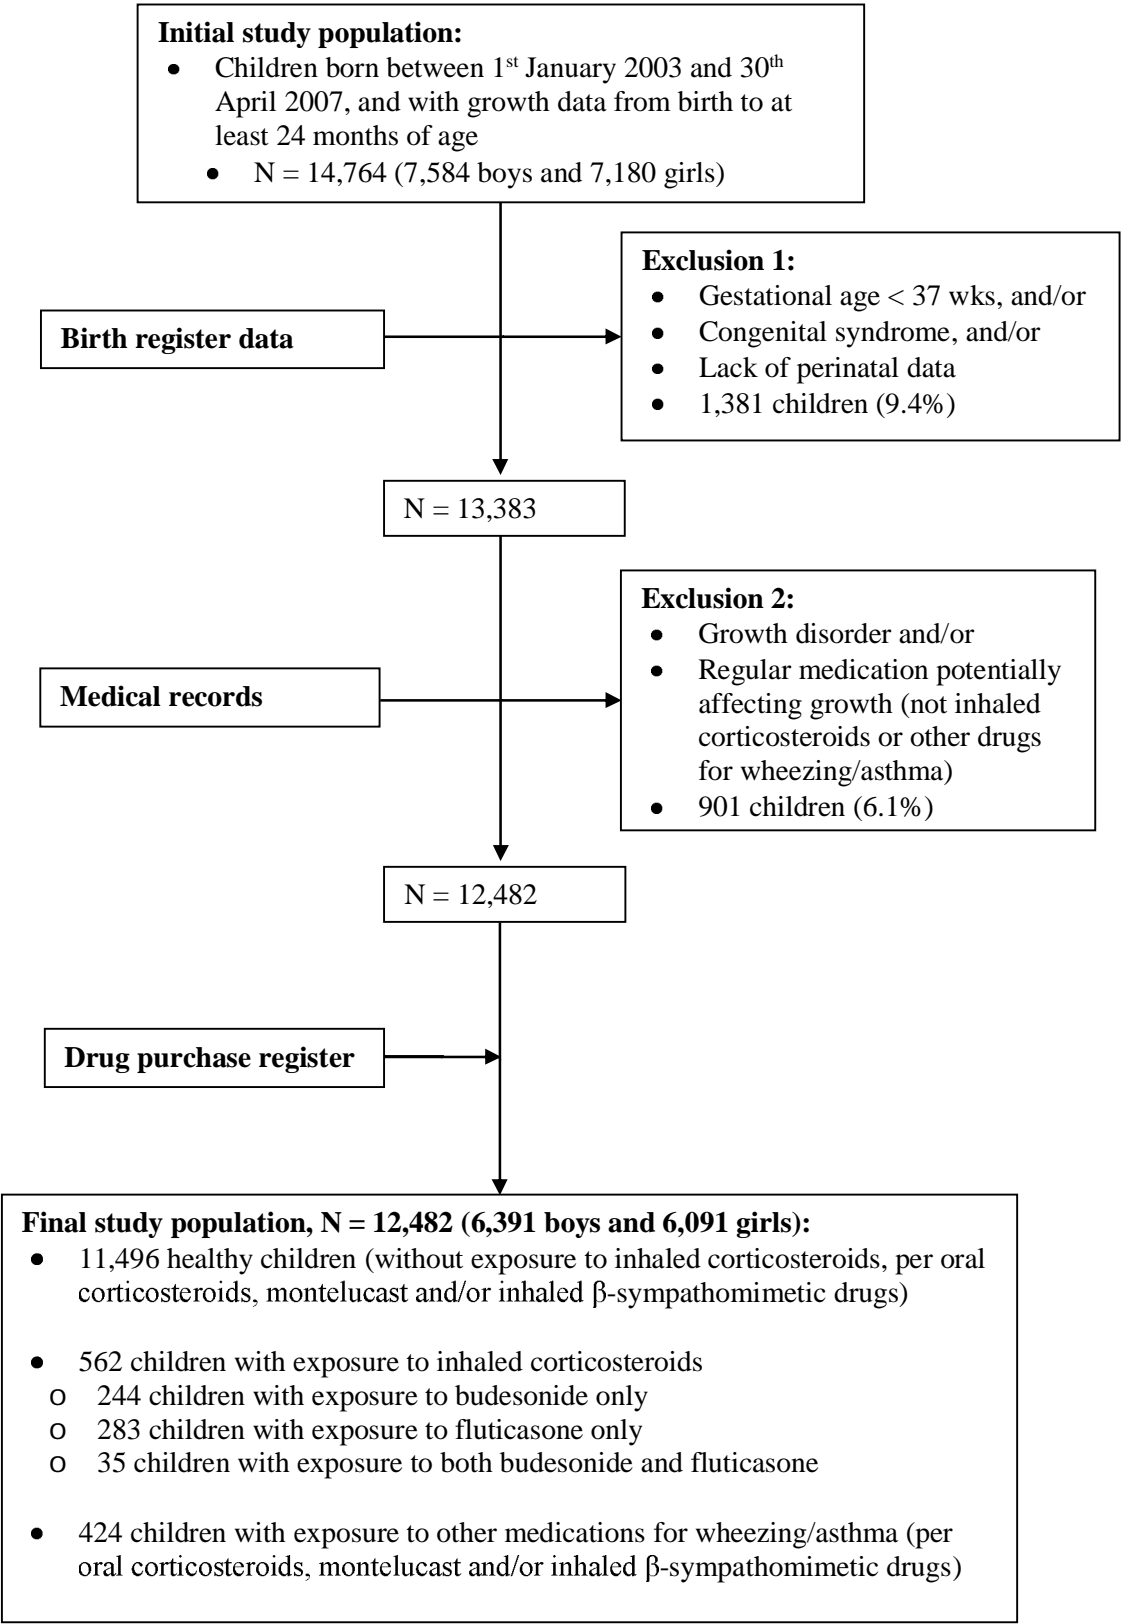 Initial study population:
● Children born between 1st January 2003 and 30th
April 2007, and with growth data from birth to at
least 24 months of age
● N = 14,764 (7,584 boys and 7,180 girls)
Exclusion 1:
● Gestational age < 37 wks, and/or
● Congenital syndrome, and/or
● Lack of perinatal data
● 1,381 children (9.4%)
Birth register data
N = 13,383
Exclusion 2:
● Growth disorder and/or
● Regular medication potentially
affecting growth (not inhaled
corticosteroids or other drugs
for wheezing/asthma)
● 901 children (6.1%)
Medical records
N = 12,482
Drug purchase register
Final study population, N = 12,482 (6,391 boys and 6,091 girls):
● 11,496 healthy children (without exposure to inhaled corticosteroids, per oral
corticosteroids, montelucast and/or inhaled β-sympathomimetic drugs)
● 562 children with exposure to inhaled corticosteroids
o 244 children with exposure to budesonide only
o 283 children with exposure to fluticasone only
o 35 children with exposure to both budesonide and fluticasone
● 424 children with exposure to other medications for wheezing/asthma (per
oral corticosteroids, montelucast and/or inhaled β-sympathomimetic drugs)